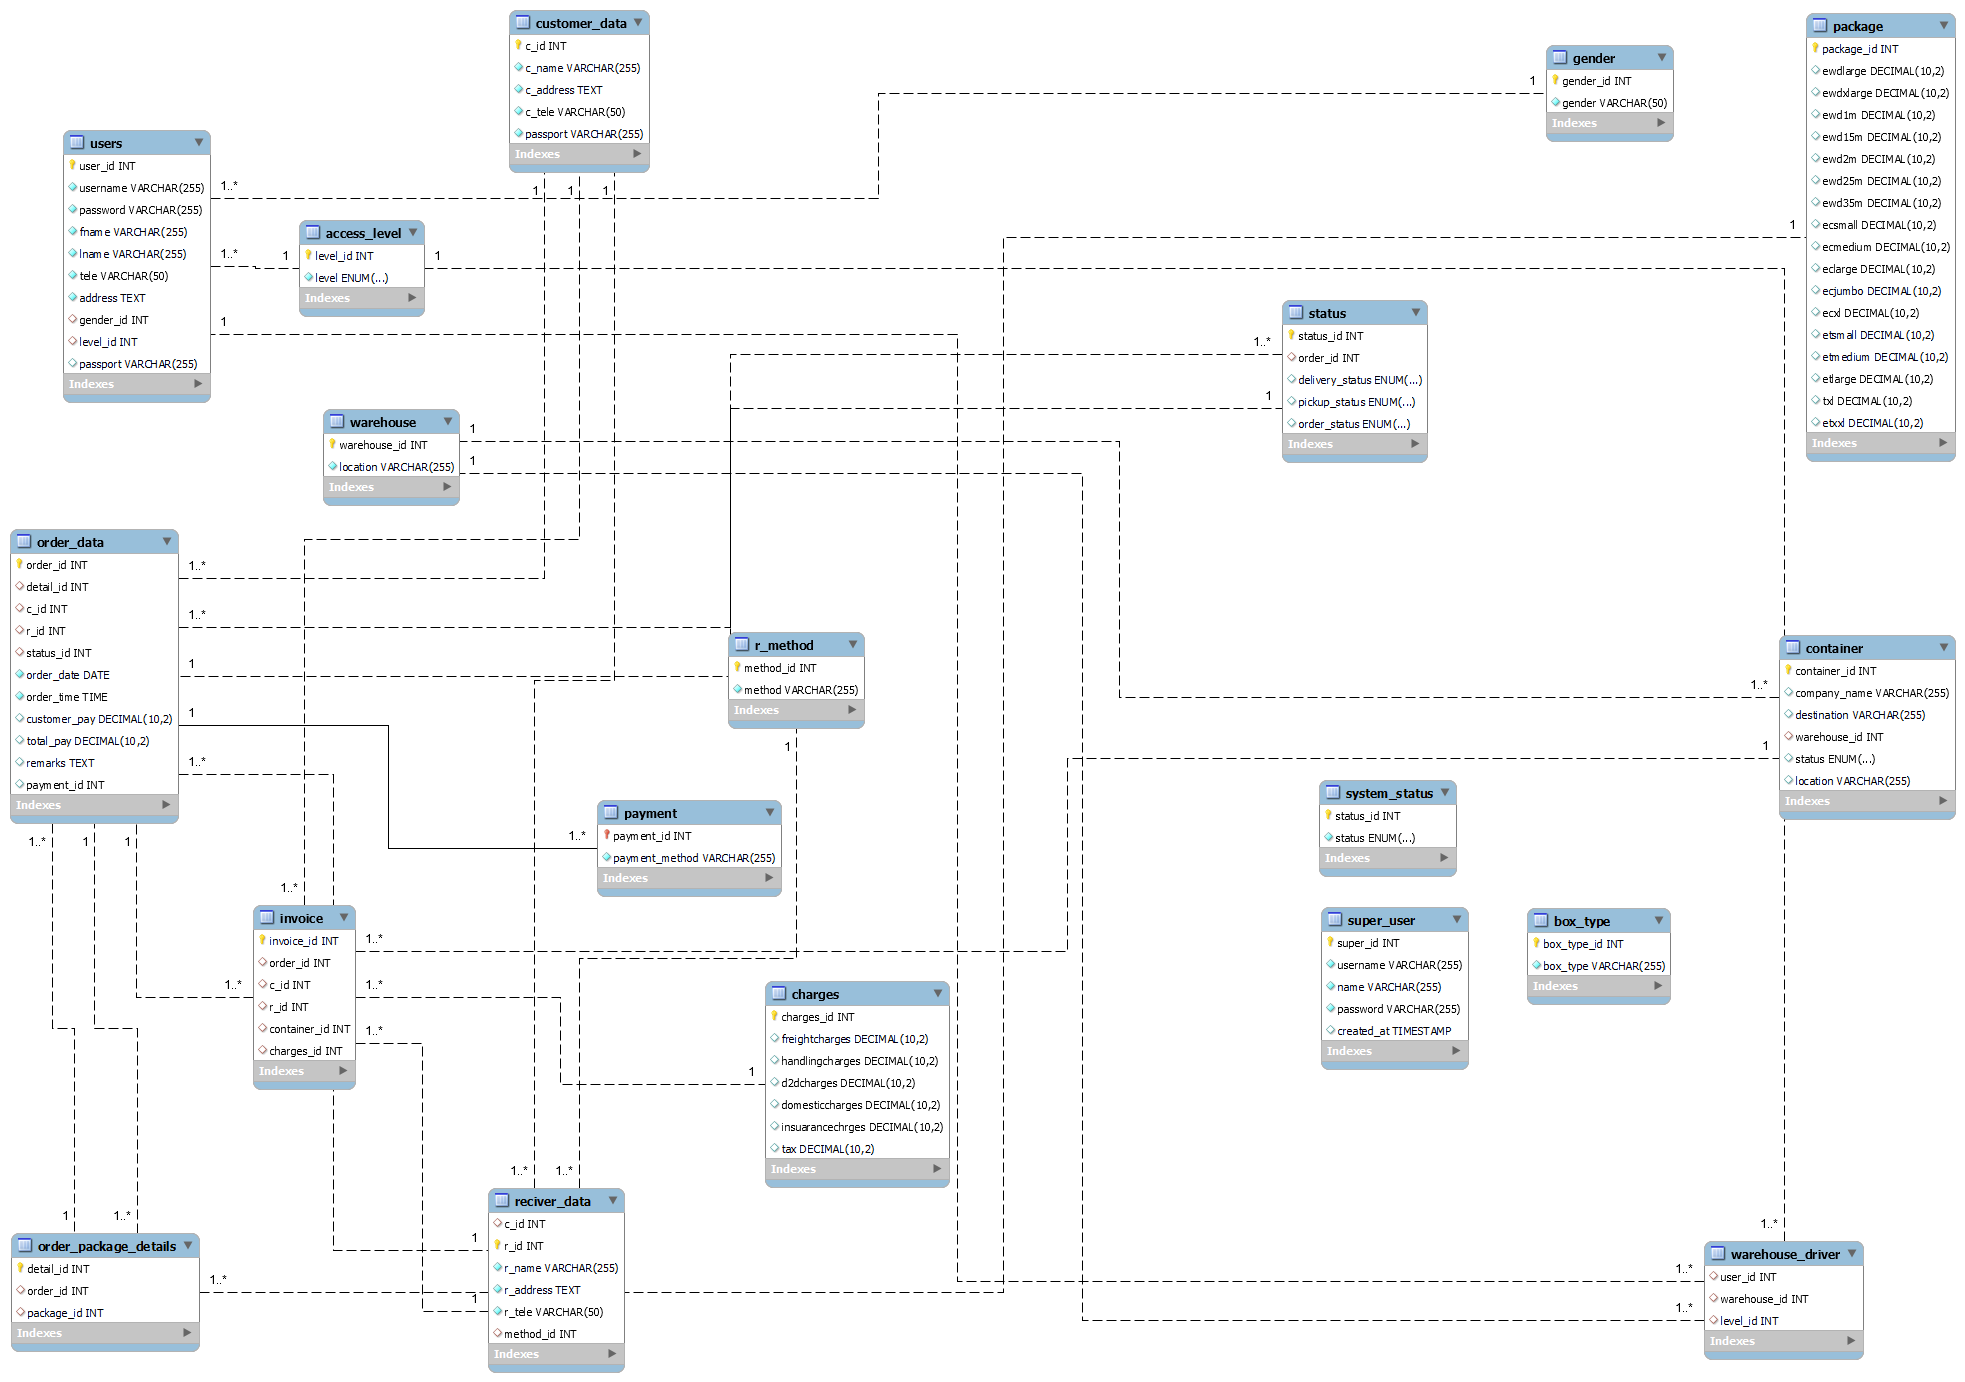 customer_data
c_id INT
c_name VARCHAR(255)
c_address TEXT
c_tele VARCHAR(50)
passport VARCHAR(255)
Indexes
1
1
1
gender
gender_id INT
gender VARCHAR(50)
Indexes
1
package
package_id INT
ewdlarge DECIMAL(10,2)
ewdxlarge DECIMAL(10,2)
ewd1m DECIMAL(10,2)
ewd15m DECIMAL(10,2)
ewd2m DECIMAL(10,2)
ewd25m DECIMAL(10,2)
ewd35m DECIMAL(10,2)
ecsmall DECIMAL(10,2)
ecmedium DECIMAL(10,2)
eclarge DECIMAL(10,2)
ecjumbo DECIMAL(10,2)
ecxl DECIMAL(10,2)
etsmall DECIMAL(10,2)
etmedium DECIMAL(10,2)
etlarge DECIMAL(10,2)
txl DECIMAL(10,2)
etxxl DECIMAL(10,2)
Indexes
1
users
user_id INT
username VARCHAR(255)
password VARCHAR(255)
fname VARCHAR(255)
lname VARCHAR(255)
tele VARCHAR(50)
address TEXT
gender_id INT
level_id INT
passport VARCHAR(255)
Indexes
1..*
1..*
1
access_level
level_id INT
level ENUM(...)
Indexes
1
1
status
status_id INT
order_id INT
delivery_status ENUM(...)
pickup_status ENUM(...)
order_status ENUM(...)
Indexes
1..*
1
warehouse
warehouse_id INT
location VARCHAR(255)
Indexes
1
1
order_data
order_id INT
detail_id INT
c_id INT
r_id INT
status_id INT
order_date DATE
order_time TIME
customer_pay DECIMAL(10,2)
total_pay DECIMAL(10,2)
remarks TEXT
payment_id INT
Indexes
1..*
1..*
1
1
1..*
1..*
1
1
r_method
method_id INT
method VARCHAR(255)
Indexes
1
container
container_id INT
company_name VARCHAR(255)
destination VARCHAR(255)
warehouse_id INT
status ENUM(...)
location VARCHAR(255)
Indexes
1..*
1
payment
payment_id INT
payment_method VARCHAR(255)
Indexes
1..*
system_status
status_id INT
status ENUM(...)
Indexes
invoice
invoice_id INT
order_id INT
c_id INT
r_id INT
container_id INT
charges_id INT
Indexes
1..*
1..*
1..*
1..*
1..*
super_user
super_id INT
username VARCHAR(255)
name VARCHAR(255)
password VARCHAR(255)
created_at TIMESTAMP
Indexes
box_type
box_type_id INT
box_type VARCHAR(255)
Indexes
charges
charges_id INT
freightcharges DECIMAL(10,2)
handlingcharges DECIMAL(10,2)
d2dcharges DECIMAL(10,2)
domesticcharges DECIMAL(10,2)
insuarancechrges DECIMAL(10,2)
tax DECIMAL(10,2)
Indexes
1
reciver_data
c_id INT
r_id INT
r_name VARCHAR(255)
r_address TEXT
r_tele VARCHAR(50)
method_id INT
Indexes
1..*
1..*
1
1
order_package_details
detail_id INT
order_id INT
package_id INT
Indexes
1
1..*
1..*
warehouse_driver
user_id INT
warehouse_id INT
level_id INT
Indexes
1..*
1..*
1..*